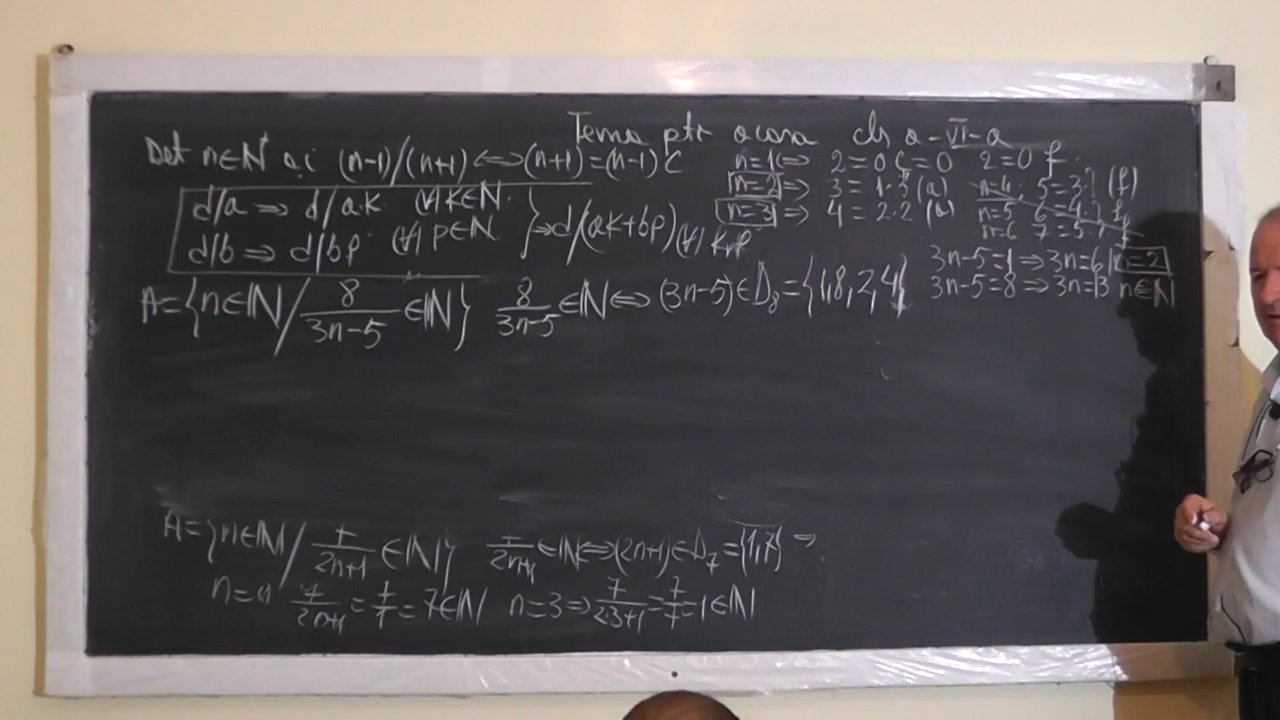 Tema ptr acasa cls a-VI-a
Det n∈N* a.i (n-1)/(n+1) ⟺ (n+1)=(n-1)C
n=1 ⇒ 2=0 C=0 2=0 f
n=2 ⇒ 3=1·3 (a)
n=3 ⇒ 4=2·2 (a)
n=4 5=3·? (f)
n=5 6=4·? f
n=6 7=5·? f
d/a ⇒ d/a·k (∀) k∈N
d/b ⇒ d/bp (∀) p∈N } ⇒ d/(ak+bp) (∀) k,p
A={n∈N / 8/(3n-5) ∈N} 8/(3n-5) ∈N ⟺ (3n-5)∈D₈={1,8,2,4}
3n-5=1 ⇒ 3n=6 n=2
3n-5=8 ⇒ 3n=13 n∈N
A={n∈N / 7/(2n+1) ∈N} 7/(2n+1) ∈N ⟺ (2n+1)∈D₇={1,7} ⇒
n=0 7/(2n+1) = 7/1 = 7∈N n=3 ⇒ 7/(2·3+1) = 7/7 = 1∈N